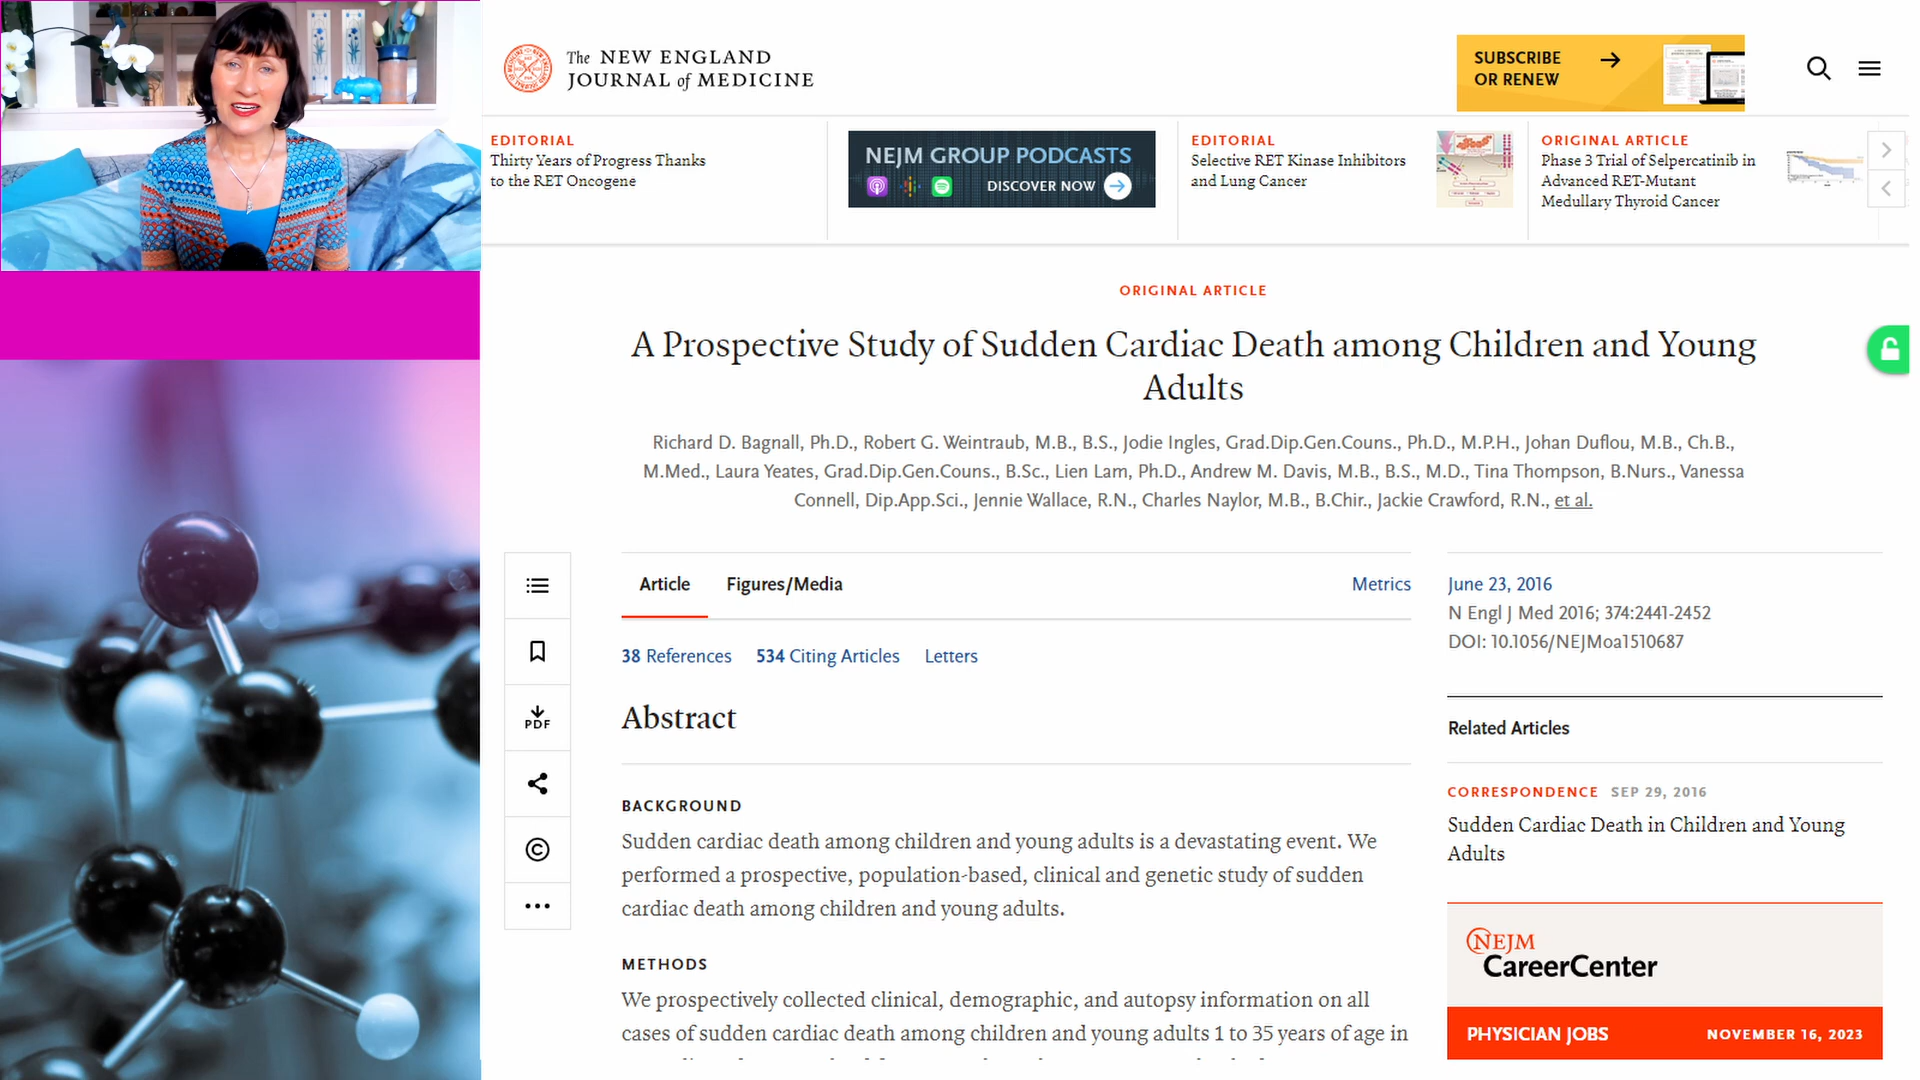 The NEW ENGLAND
JOURNAL of MEDICINE
SUBSCRIBE
OR RENEW
EDITORIAL
Thirty Years of Progress Thanks
to the RET Oncogene
NEJM GROUP PODCASTS
DISCOVER NOW
EDITORIAL
Selective RET Kinase Inhibitors
and Lung Cancer
ORIGINAL ARTICLE
Phase 3 Trial of Selpercatinib in
Advanced RET-Mutant
Medullary Thyroid Cancer
ORIGINAL ARTICLE
A Prospective Study of Sudden Cardiac Death among Children and Young
Adults
Richard D. Bagnall, Ph.D., Robert G. Weintraub, M.B., B.S., Jodie Ingles, Grad.Dip.Gen.Couns., Ph.D., M.P.H., Johan Duflou, M.B., Ch.B.,
M.Med., Laura Yeates, Grad.Dip.Gen.Couns., B.Sc., Lien Lam, Ph.D., Andrew M. Davis, M.B., B.S., M.D., Tina Thompson, B.Nurs., Vanessa
Connell, Dip.App.Sci., Jennie Wallace, R.N., Charles Naylor, M.B., B.Chir., Jackie Crawford, R.N., et al.
Article Figures/Media Metrics
38 References 534 Citing Articles Letters
PDF
Abstract
BACKGROUND
Sudden cardiac death among children and young adults is a devastating event. We
performed a prospective, population-based, clinical and genetic study of sudden
cardiac death among children and young adults.
METHODS
We prospectively collected clinical, demographic, and autopsy information on all
cases of sudden cardiac death among children and young adults 1 to 35 years of age in
June 23, 2016
N Engl J Med 2016; 374:2441-2452
DOI: 10.1056/NEJMoa1510687
Related Articles
CORRESPONDENCE SEP 29, 2016
Sudden Cardiac Death in Children and Young
Adults
NEJM
CareerCenter
PHYSICIAN JOBS NOVEMBER 16, 2023